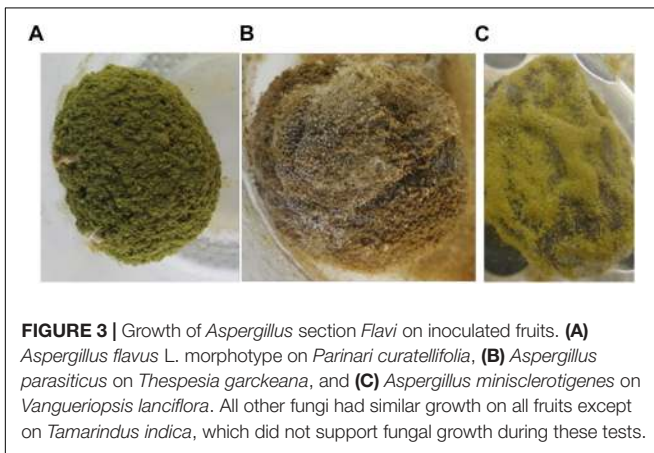 A
B
C
FIGURE 3 | Growth of Aspergillus section Flavi on inoculated fruits. (A)
Aspergillus flavus L. morphotype on Parinari curatellifolia, (B) Aspergillus
parasiticus on Thespesia garckeana, and (C) Aspergillus minisclerotigenes on
Vangueriopsis lanciflora. All other fungi had similar growth on all fruits except
on Tamarindus indica, which did not support fungal growth during these tests.